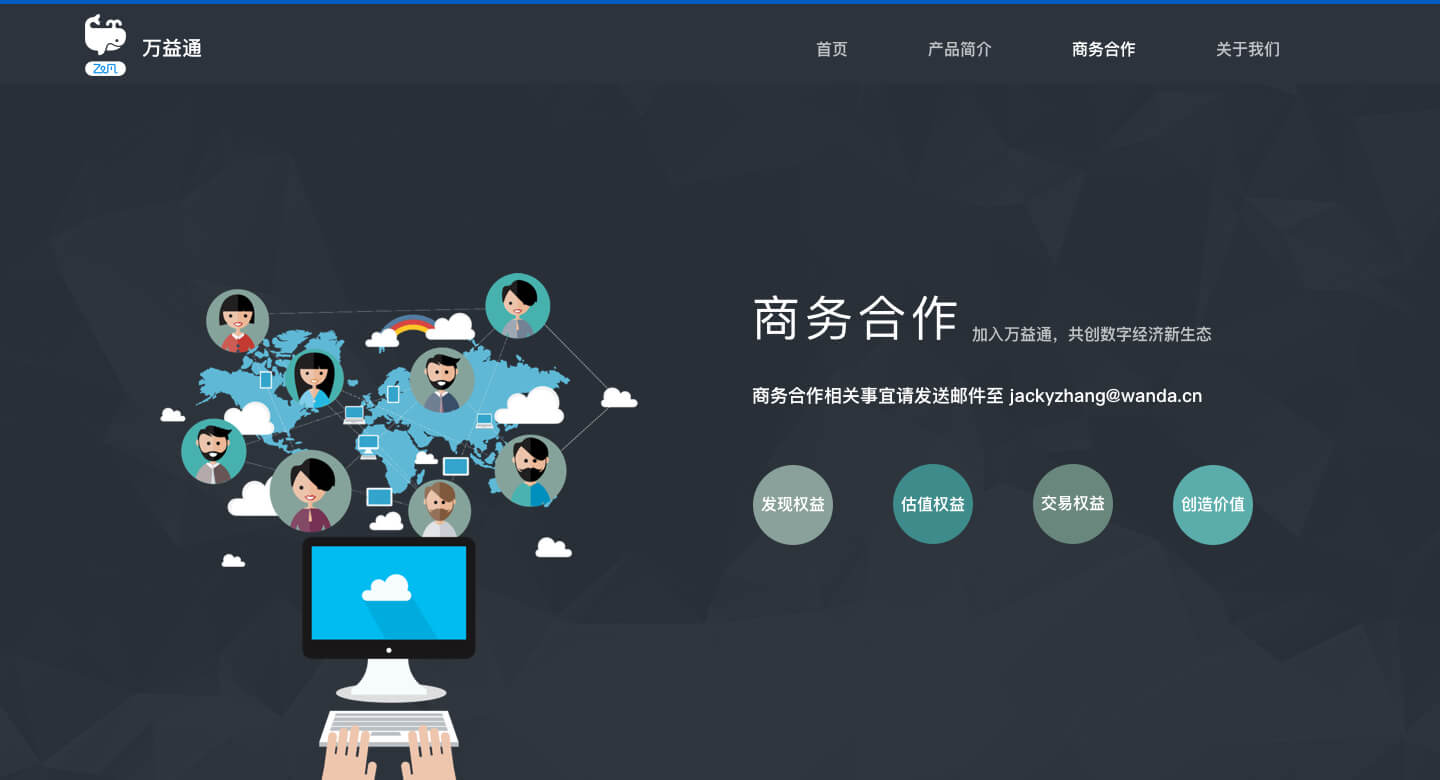 万益通
首页
产品简介
商务合作
关于我们
商务合作
加入万益通，共创数字经济新生态
商务合作相关事宜请发送邮件至 jackyzhang@wanda.cn
发现权益
估值权益
交易权益
创造价值